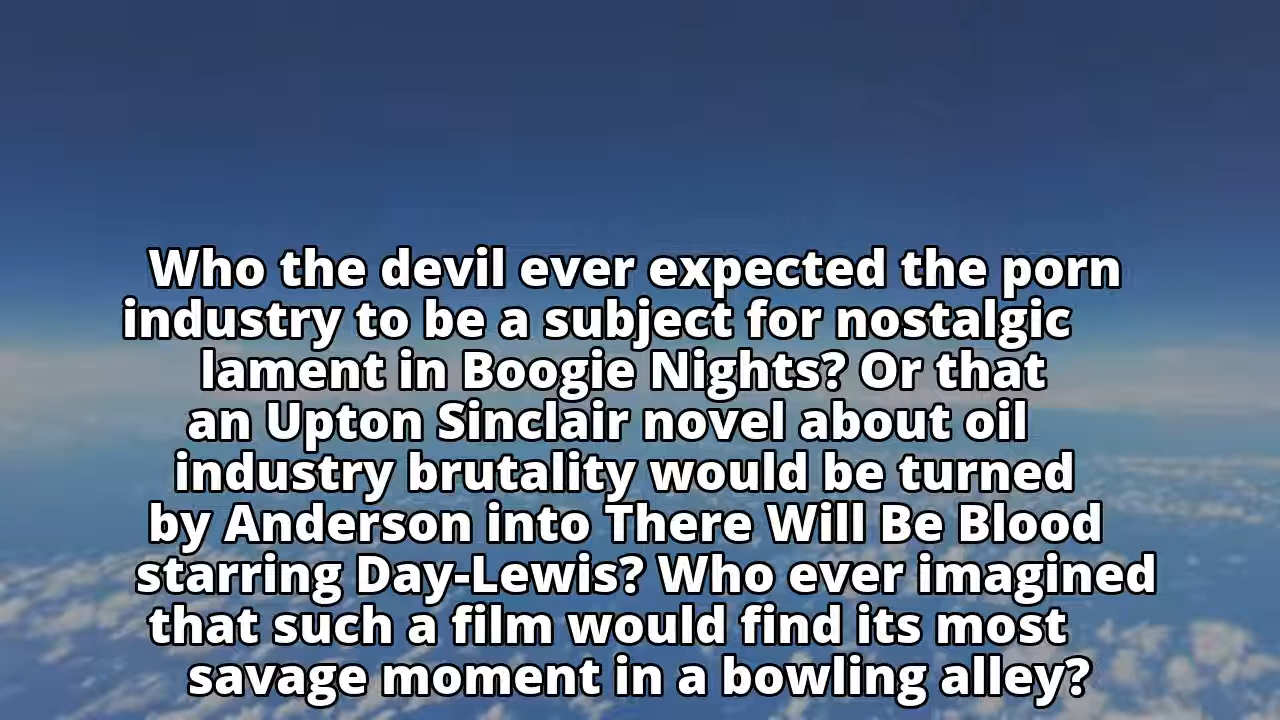 Who the devil ever expected the porn
industry to be a subject for nostalgic
lament in Boogie Nights? Or that
an Upton Sinclair novel about oil
industry brutality would be turned
by Anderson into There Will Be Blood
starring Day-Lewis? Who ever imagined
that such a film would find its most
savage moment in a bowling alley?